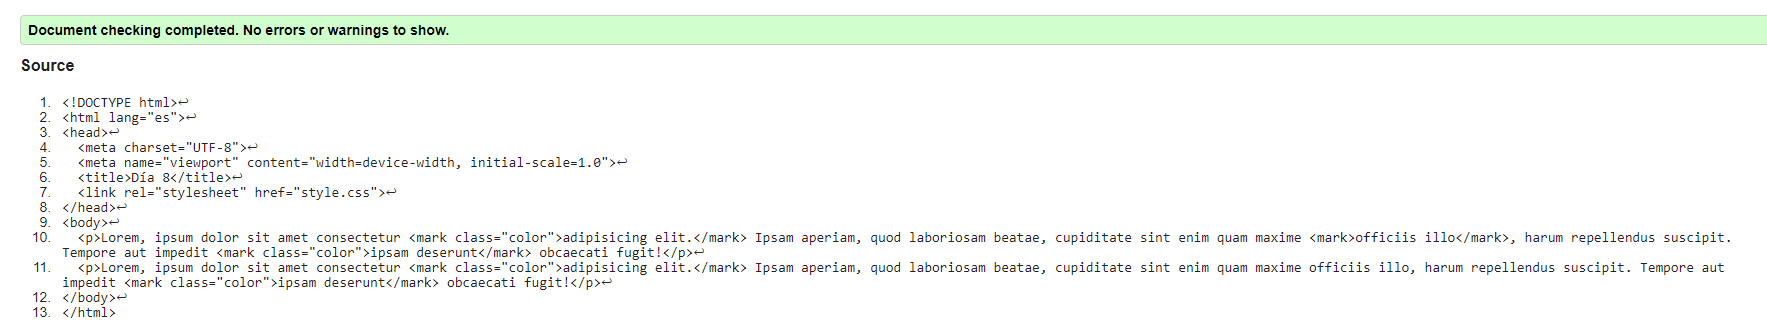 Document checking completed. No errors or warnings to show.
Source
1. <!DOCTYPE html>↩
2. <html lang="es">↩
3. <head>↩
4.   <meta charset="UTF-8">↩
5.   <meta name="viewport" content="width=device-width, initial-scale=1.0">↩
6.   <title>Día 8</title>↩
7.   <link rel="stylesheet" href="style.css">↩
8. </head>↩
9. <body>↩
10.   <p>Lorem, ipsum dolor sit amet consectetur <mark class="color">adipisicing elit.</mark> Ipsam aperiam, quod laboriosam beatae, cupiditate sint enim quam maxime <mark>officiis illo</mark>, harum repellendus suscipit.
Tempore aut impedit <mark class="color">ipsam deserunt</mark> obcaecati fugit!</p>↩
11.   <p>Lorem, ipsum dolor sit amet consectetur <mark class="color">adipisicing elit.</mark> Ipsam aperiam, quod laboriosam beatae, cupiditate sint enim quam maxime officiis illo, harum repellendus suscipit. Tempore aut
impedit <mark class="color">ipsam deserunt</mark> obcaecati fugit!</p>↩
12. </body>↩
13. </html>